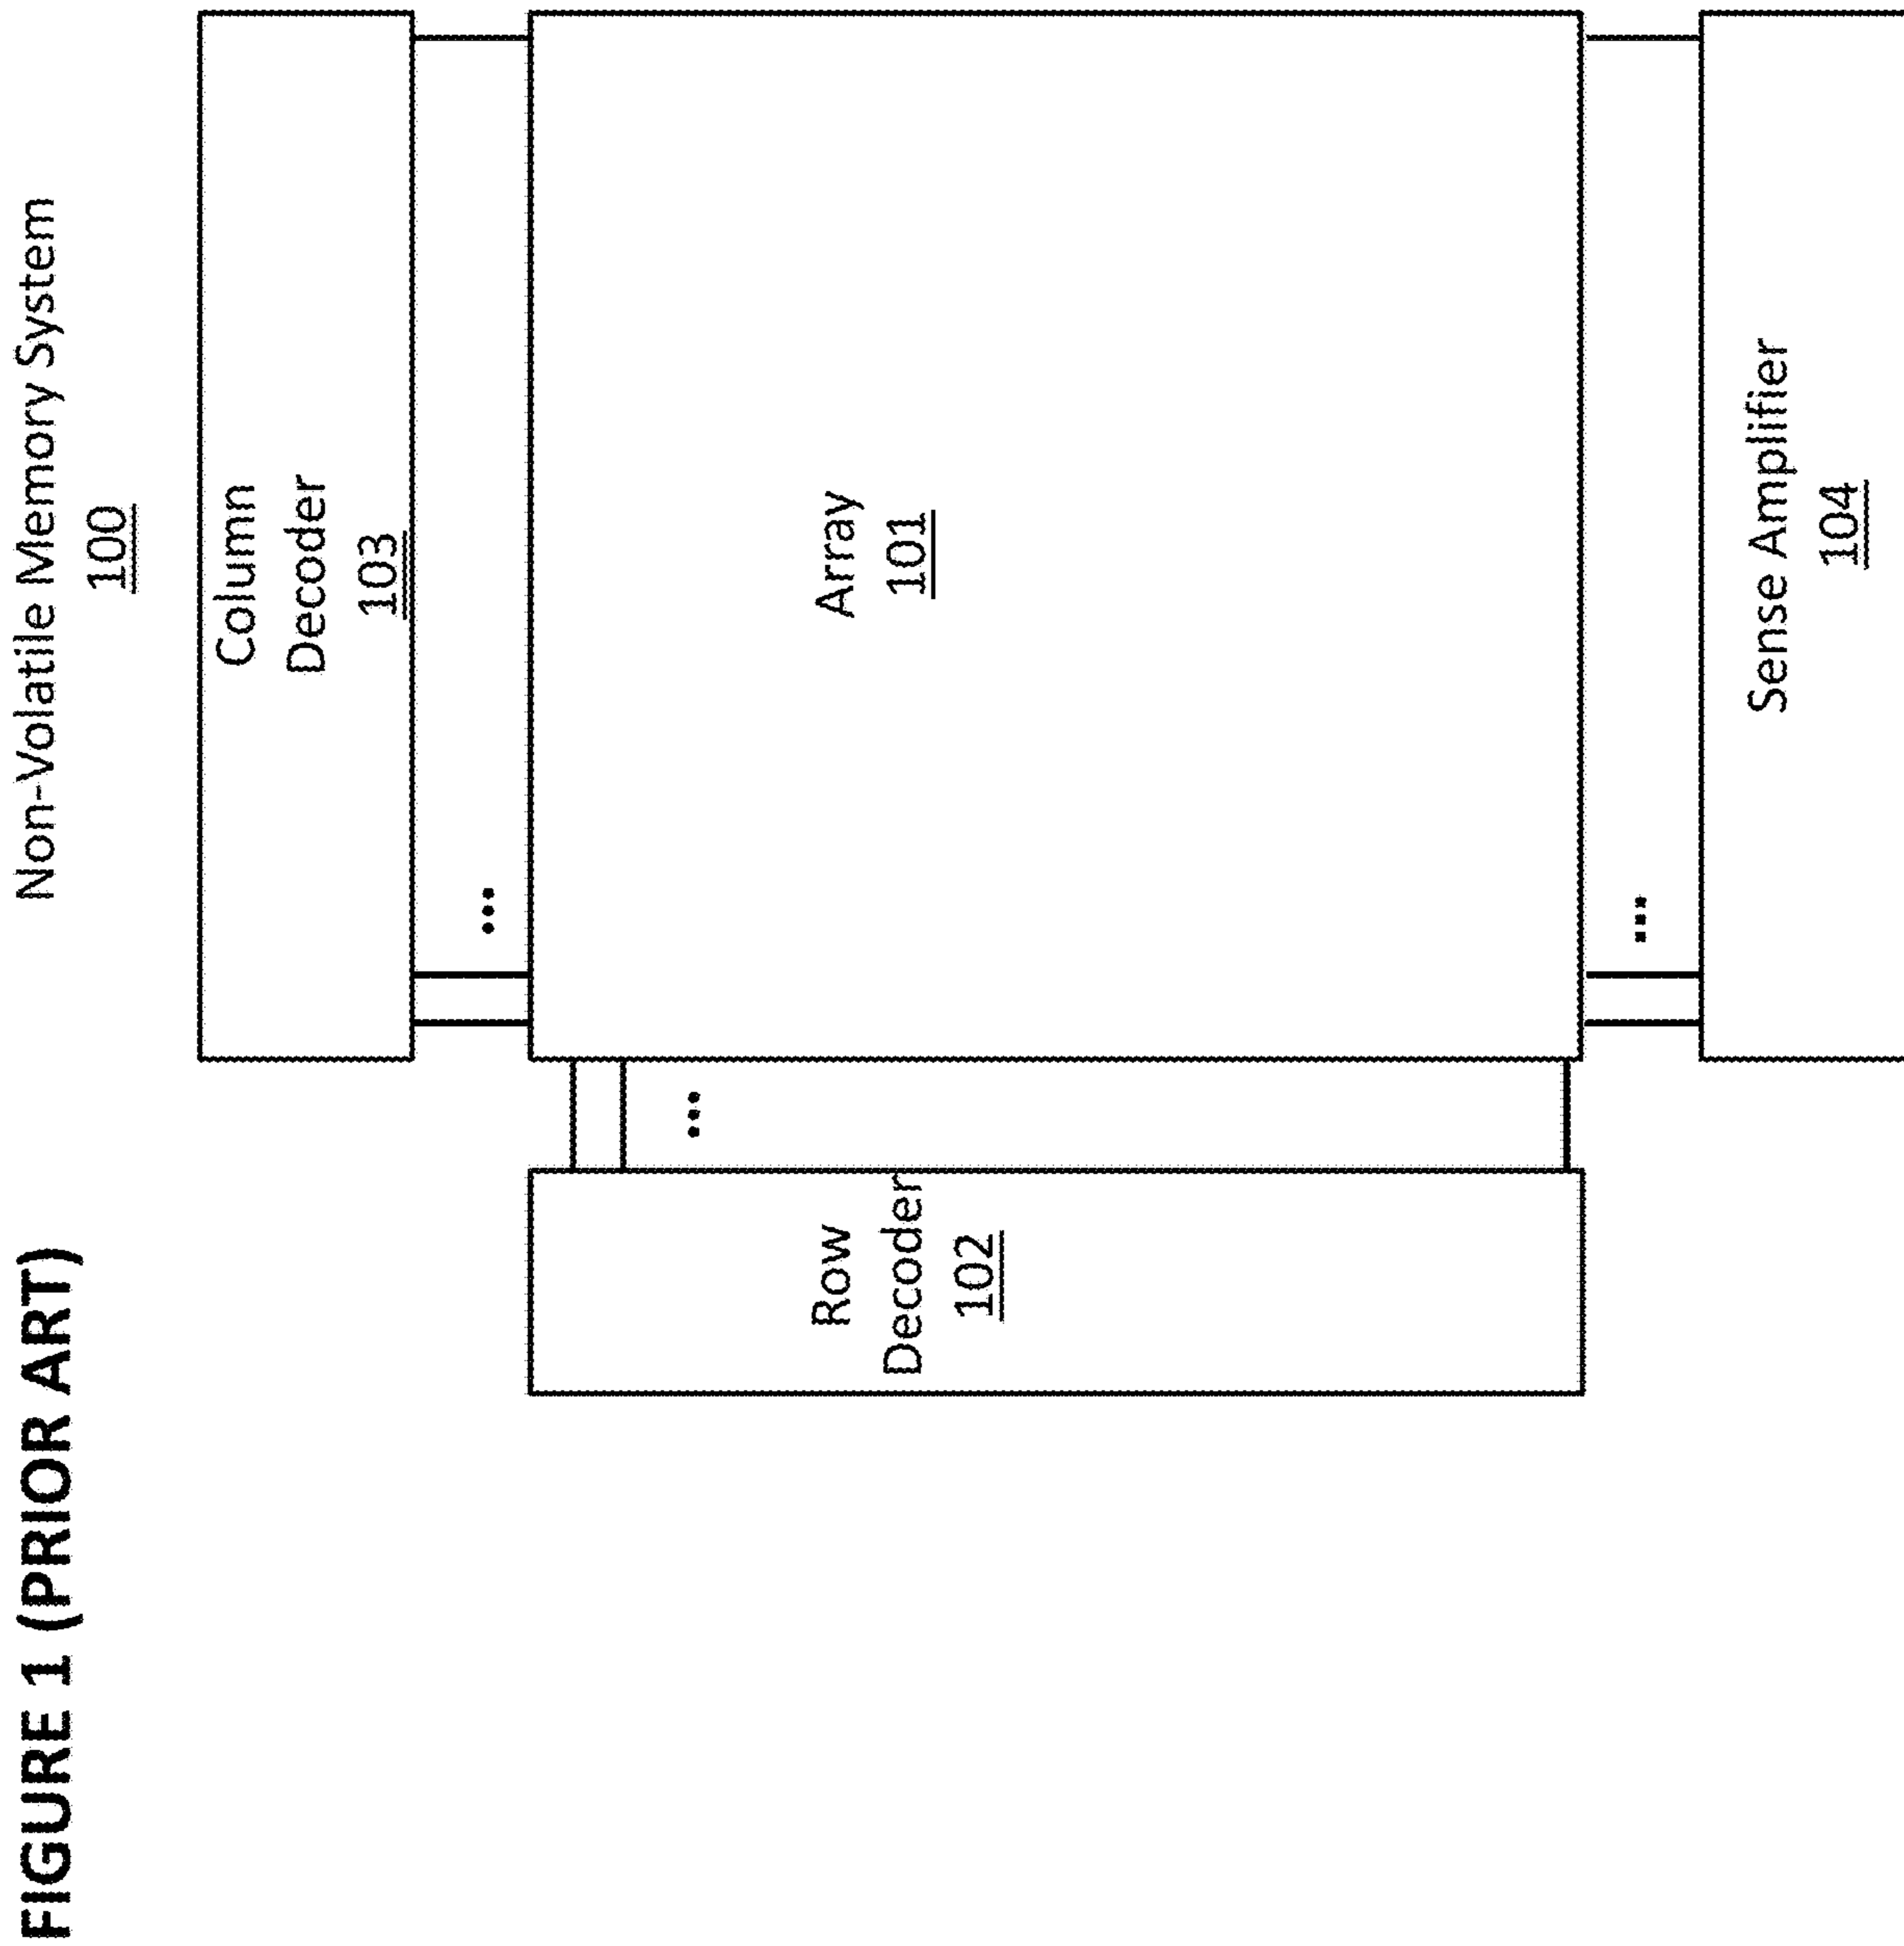 FIGURE 1 (PRIOR ART)
Non-Volatile Memory System
100
Column
Decoder
103
...
Row
Decoder
102
...
Array
101
...
Sense Amplifier
104